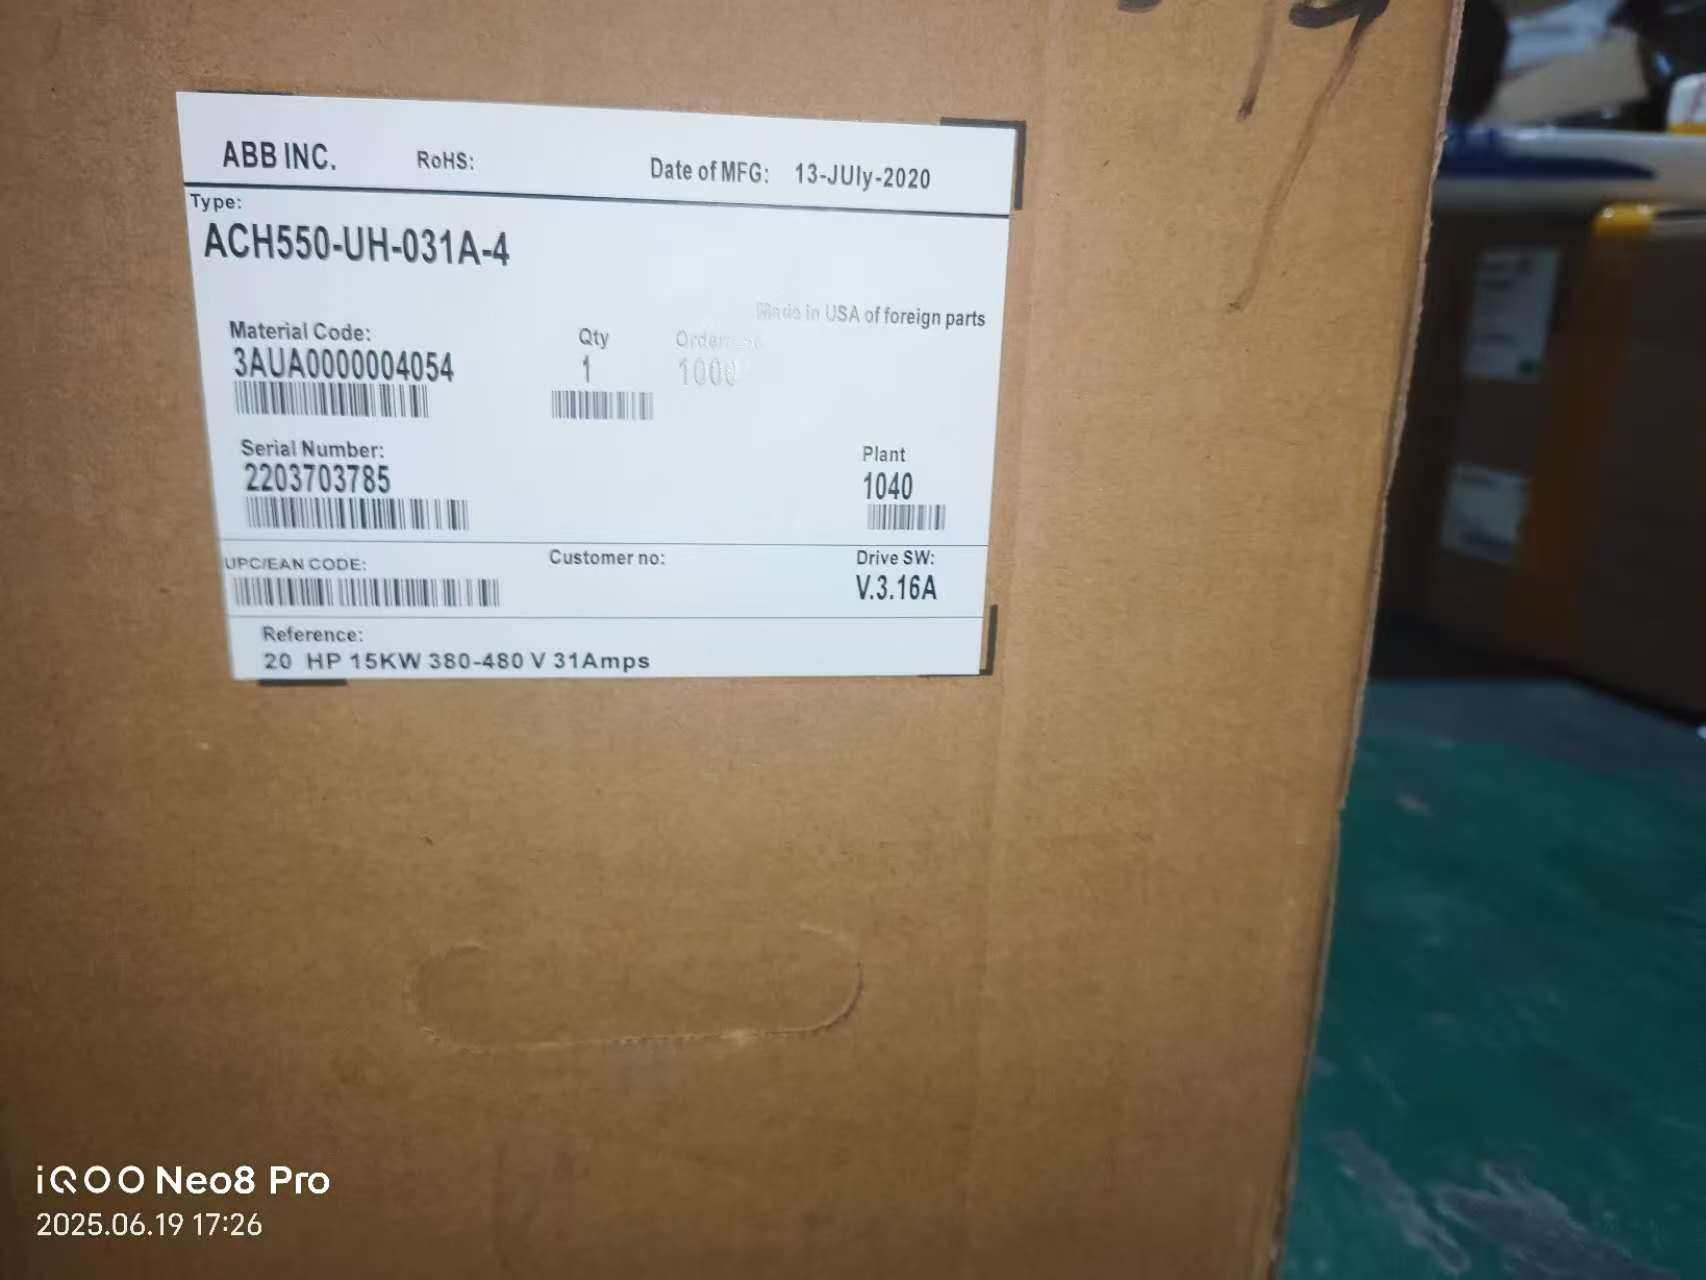 ABB INC. RoHS: Date of MFG: 13-JUly-2020
Type:
ACH550-UH-031A-4
Made in USA of foreign parts
Material Code: Qty
3AUA0000004054 1
Serial Number: Plant
2203703785 1040
UPC/EAN CODE: Customer no: Drive SW:
V.3.16A
Reference:
20 HP 15KW 380-480 V 31Amps
iQOO Neo8 Pro
2025.06.19 17:26